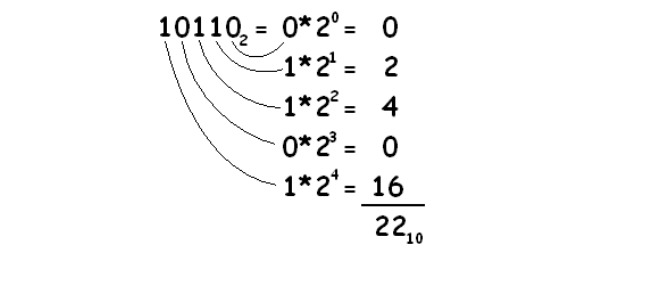 10110₂ = 0*2⁰ = 0
1*2¹ = 2
1*2² = 4
0*2³ = 0
1*2⁴ = 16
22₁₀